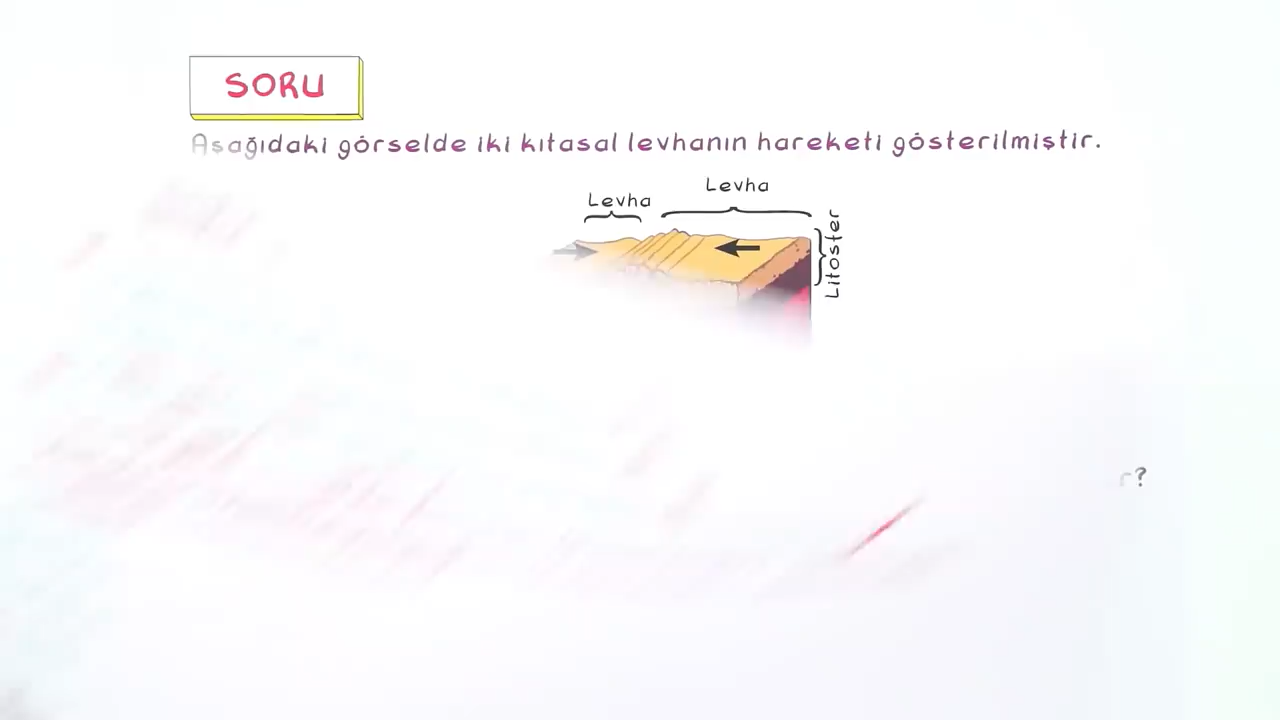 SORU
Aşağıdaki görselde iki kıtasal levhanın hareketi gösterilmiştir.
Levha
Levha
Litosfer
?